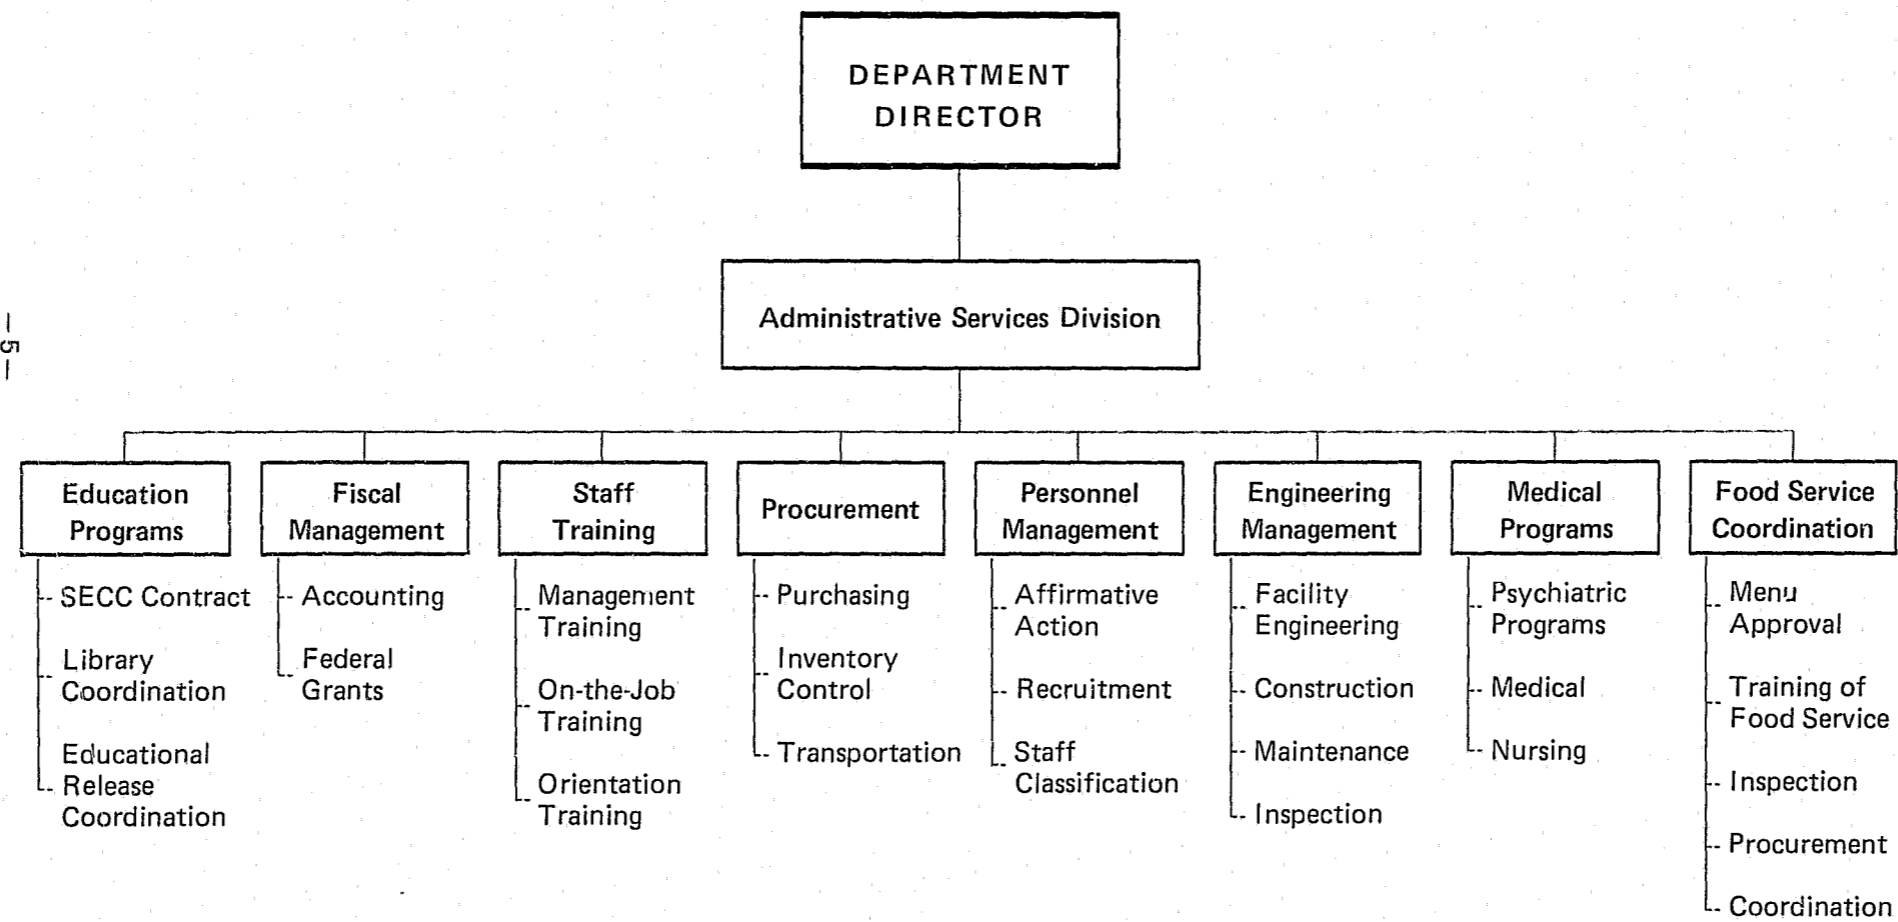 DEPARTMENT
DIRECTOR
Administrative Services Division
—5—
Education
Programs
SECC Contract
Library
Coordination
Educational
Release
Coordination
Fiscal
Management
Accounting
Federal
Grants
Staff
Training
Management
Training
On-the-Job
Training
Orientation
Training
Procurement
Purchasing
Inventory
Control
Transportation
Personnel
Management
Affirmative
Action
Recruitment
Staff
Classification
Engineering
Management
Facility
Engineering
Construction
Maintenance
Inspection
Medical
Programs
Psychiatric
Programs
Medical
Nursing
Food Service
Coordination
Menu
Approval
Training of
Food Service
Inspection
Procurement
Coordination